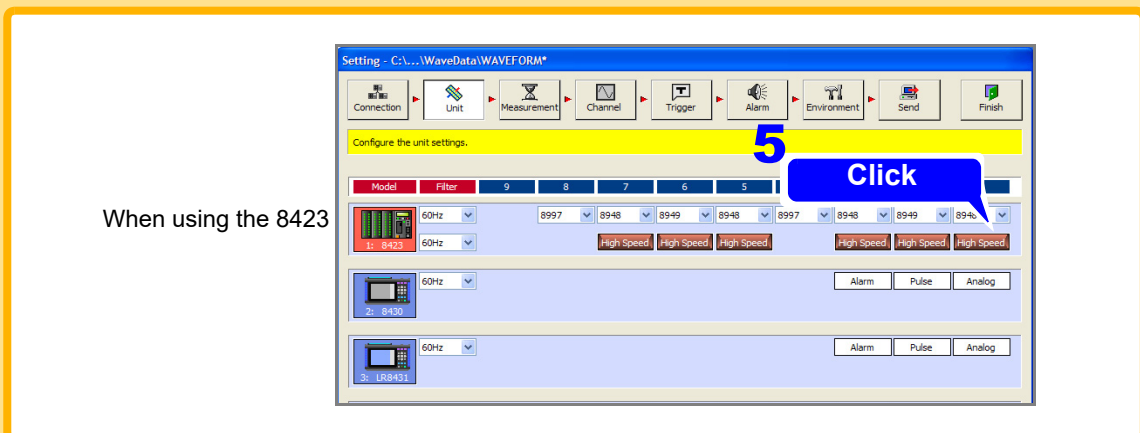 Setting - C:\...\WaveData\WAVEFORM*
Connection Unit Measurement Channel Trigger Alarm Environment Send Finish
Configure the unit settings.
5
Click
Model Filter 9 8 7 6 5
When using the 8423
60Hz 8997 8948 8949 8948 8997 8948 8949 8948
1: 8423 60Hz High Speed High Speed High Speed High Speed High Speed High Speed
60Hz Alarm Pulse Analog
2: 8430
60Hz Alarm Pulse Analog
3: LR8431